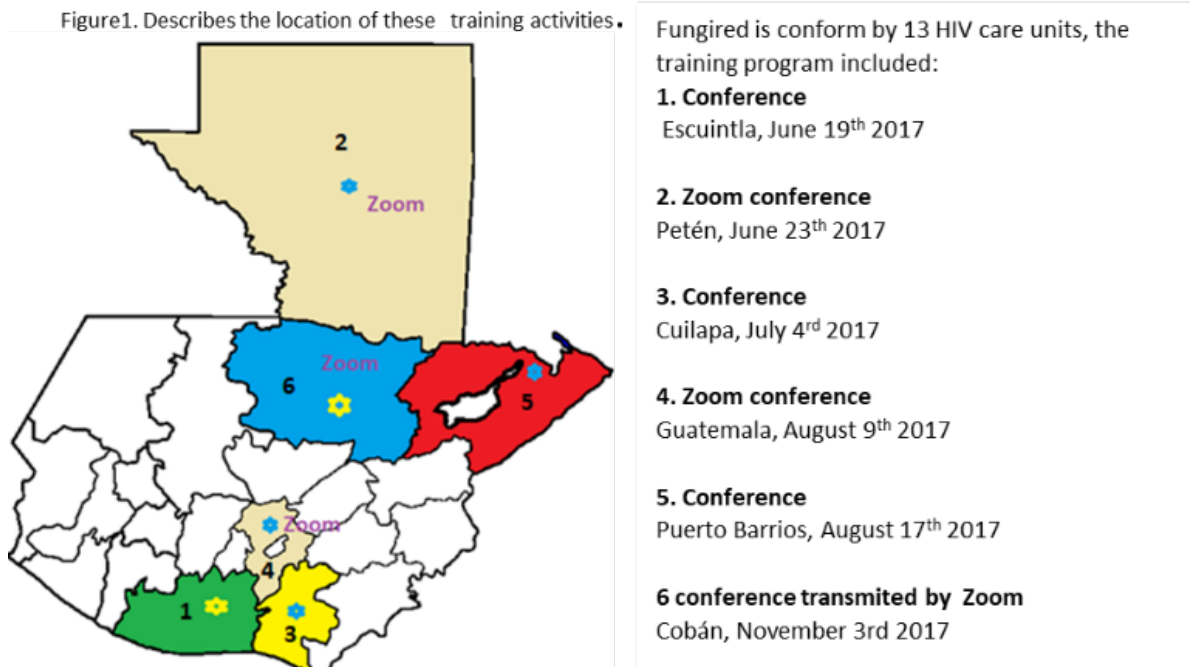 Figure1. Describes the location of these training activities.
2
Zoom
Zoom
6
5
Zoom
4
1
3
Fungired is conform by 13 HIV care units, the
training program included:
1. Conference
Escuintla, June 19th 2017
2. Zoom conference
Petén, June 23th 2017
3. Conference
Cuilapa, July 4rd 2017
4. Zoom conference
Guatemala, August 9th 2017
5. Conference
Puerto Barrios, August 17th 2017
6 conference transmited by Zoom
Cobán, November 3rd 2017